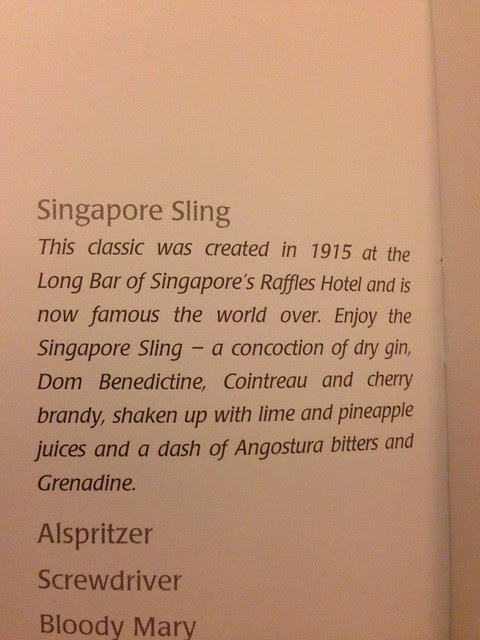 Singapore Sling
This classic was created in 1915 at the
Long Bar of Singapore's Raffles Hotel and is
now famous the world over. Enjoy the
Singapore Sling – a concoction of dry gin,
Dom Benedictine, Cointreau and cherry
brandy, shaken up with lime and pineapple
juices and a dash of Angostura bitters and
Grenadine.
Alspritzer
Screwdriver
Bloody Mary